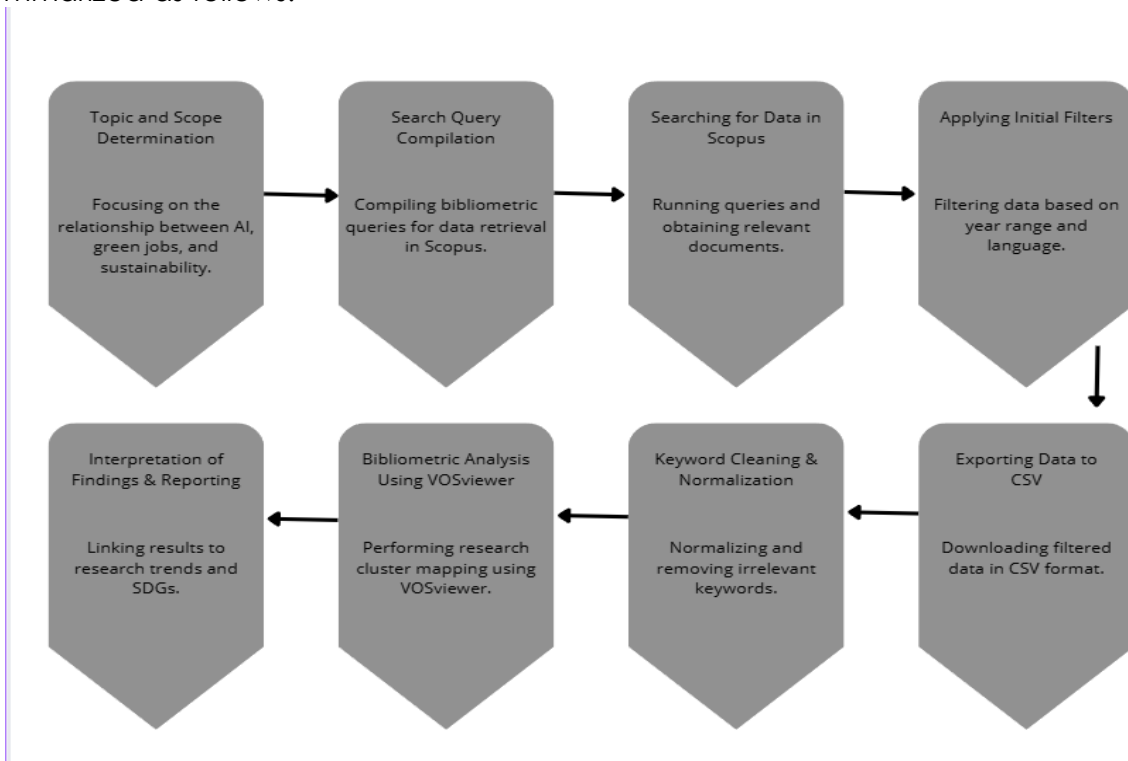 as follows.
Topic and Scope
Determination
Focusing on the
relationship between AI,
green jobs, and
sustainability.
Search Query
Compilation
Compiling bibliometric
queries for data retrieval
in Scopus.
Searching for Data in
Scopus
Running queries and
obtaining relevant
documents.
Applying Initial Filters
Filtering data based on
year range and
language.
Exporting Data to
CSV
Downloading filtered
data in CSV format.
Keyword Cleaning &
Normalization
Normalizing and
removing irrelevant
keywords.
Bibliometric Analysis
Using VOSviewer
Performing research
cluster mapping using
VOSviewer.
Interpretation of
Findings & Reporting
Linking results to
research trends and
SDGs.